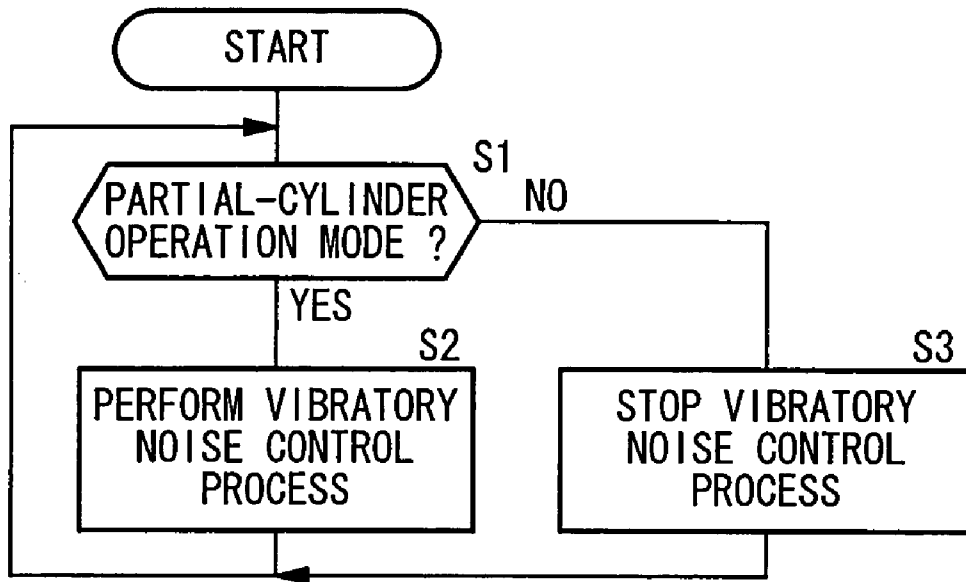 START
S1
PARTIAL-CYLINDER
OPERATION MODE ?
NO
YES
S2
PERFORM VIBRATORY
NOISE CONTROL
PROCESS
S3
STOP VIBRATORY
NOISE CONTROL
PROCESS